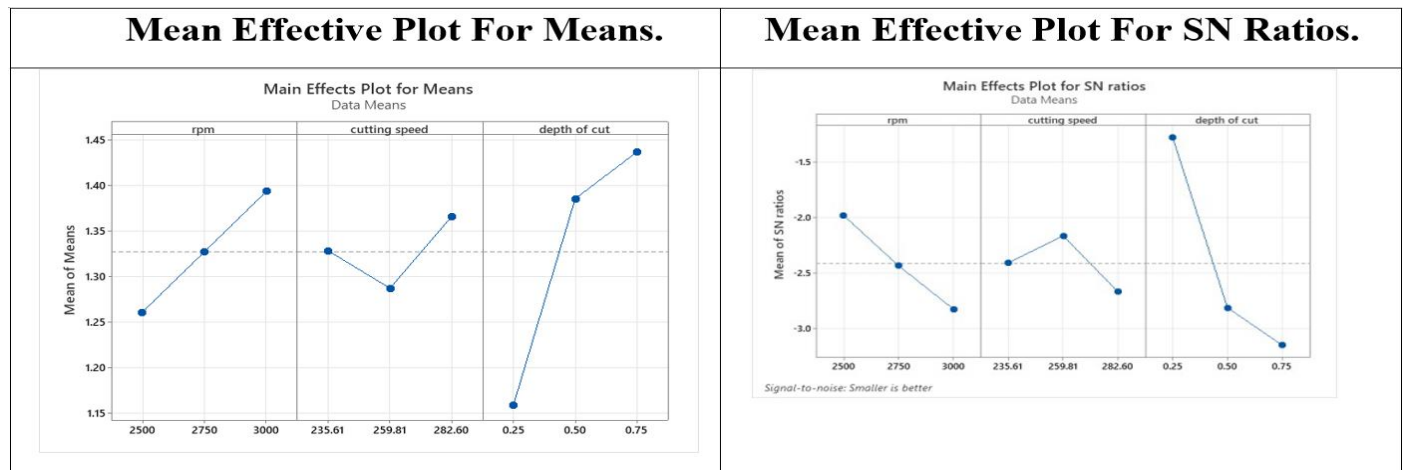 Mean Effective Plot For Means.
Mean Effective Plot For SN Ratios.
Main Effects Plot for Means
Data Means
rpm cutting speed depth of cut
Mean of Means
1.45
1.40
1.35
1.30
1.25
1.20
1.15
2500 2750 3000 235.61 259.81 282.60 0.25 0.50 0.75
Main Effects Plot for SN ratios
Data Means
rpm cutting speed depth of cut
Mean of SN ratios
-1.5
-2.0
-2.5
-3.0
2500 2750 3000 235.61 259.81 282.60 0.25 0.50 0.75
Signal-to-noise: Smaller is better